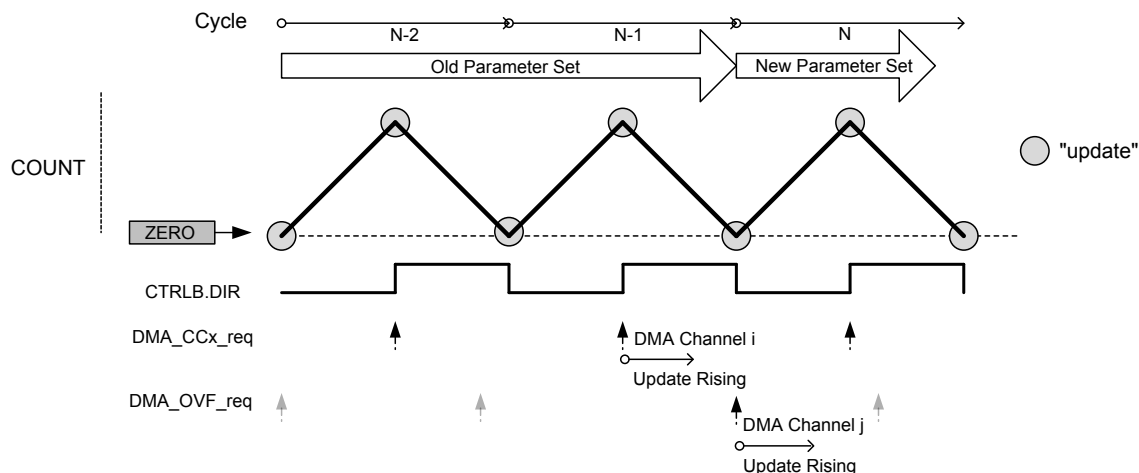 Cycle
N-2
N-1
N
Old Parameter Set
New Parameter Set
COUNT
"update"
ZERO
CTRLB.DIR
DMA_CCx_req
DMA Channel i
Update Rising
DMA_OVF_req
DMA Channel j
Update Rising